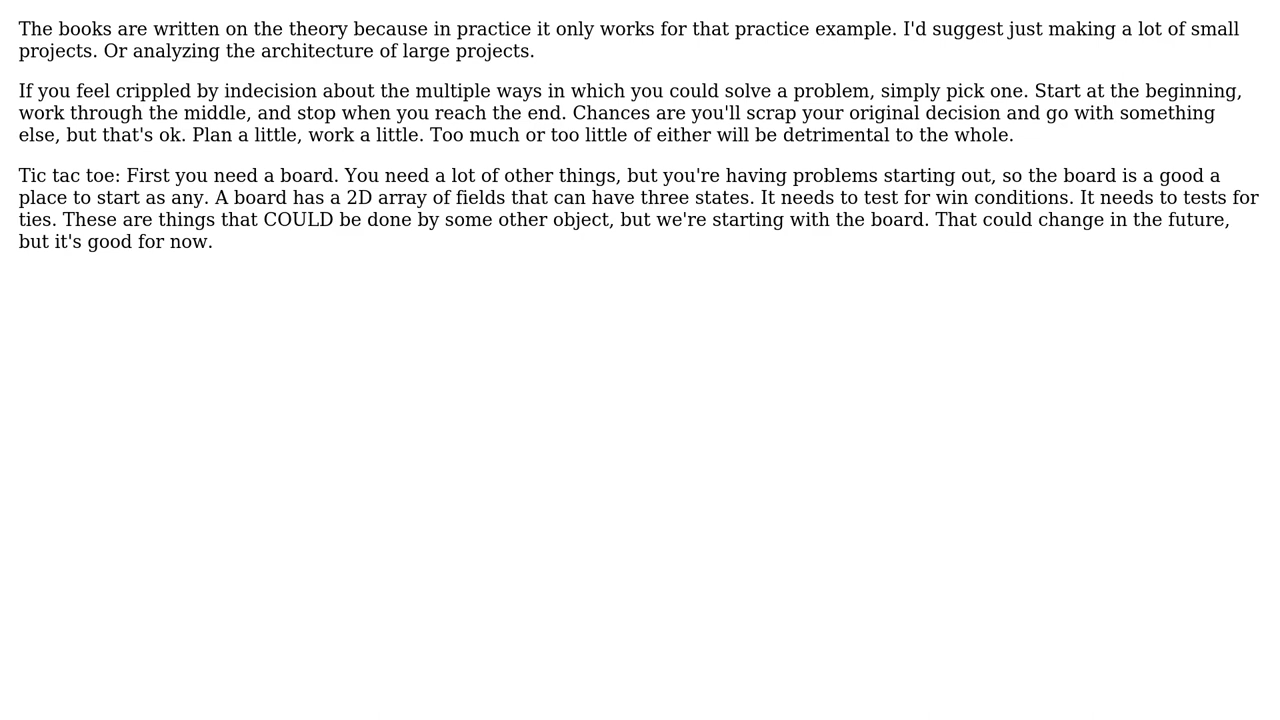 The books are written on the theory because in practice it only works for that practice example. I'd suggest just making a lot of small
projects. Or analyzing the architecture of large projects.
If you feel crippled by indecision about the multiple ways in which you could solve a problem, simply pick one. Start at the beginning,
work through the middle, and stop when you reach the end. Chances are you'll scrap your original decision and go with something
else, but that's ok. Plan a little, work a little. Too much or too little of either will be detrimental to the whole.
Tic tac toe: First you need a board. You need a lot of other things, but you're having problems starting out, so the board is a good a
place to start as any. A board has a 2D array of fields that can have three states. It needs to test for win conditions. It needs to tests for
ties. These are things that COULD be done by some other object, but we're starting with the board. That could change in the future,
but it's good for now.